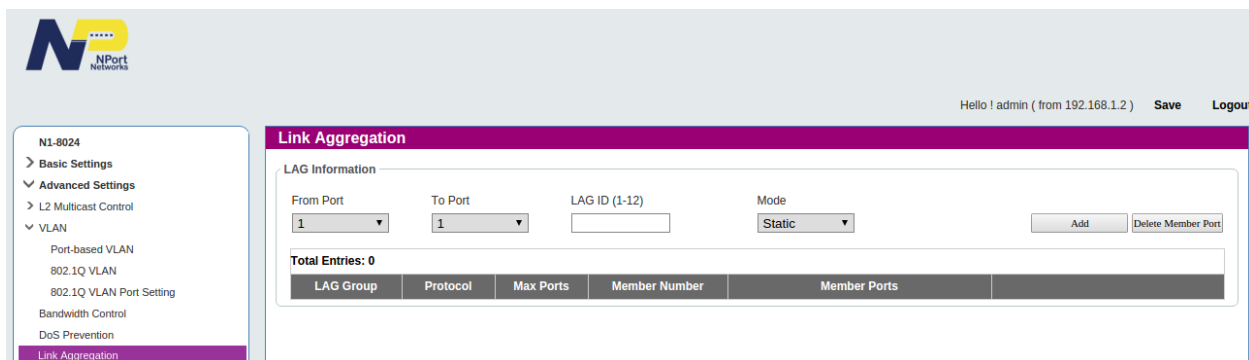 NPort
Networks
Hello ! admin ( from 192.168.1.2 ) Save Logout
N1-8024
Basic Settings
Advanced Settings
L2 Multicast Control
VLAN
Port-based VLAN
802.1Q VLAN
802.1Q VLAN Port Setting
Bandwidth Control
DoS Prevention
Link Aggregation
Link Aggregation
LAG Information
From Port To Port LAG ID (1-12) Mode
1 1 Static Add Delete Member Port
Total Entries: 0
LAG Group Protocol Max Ports Member Number Member Ports